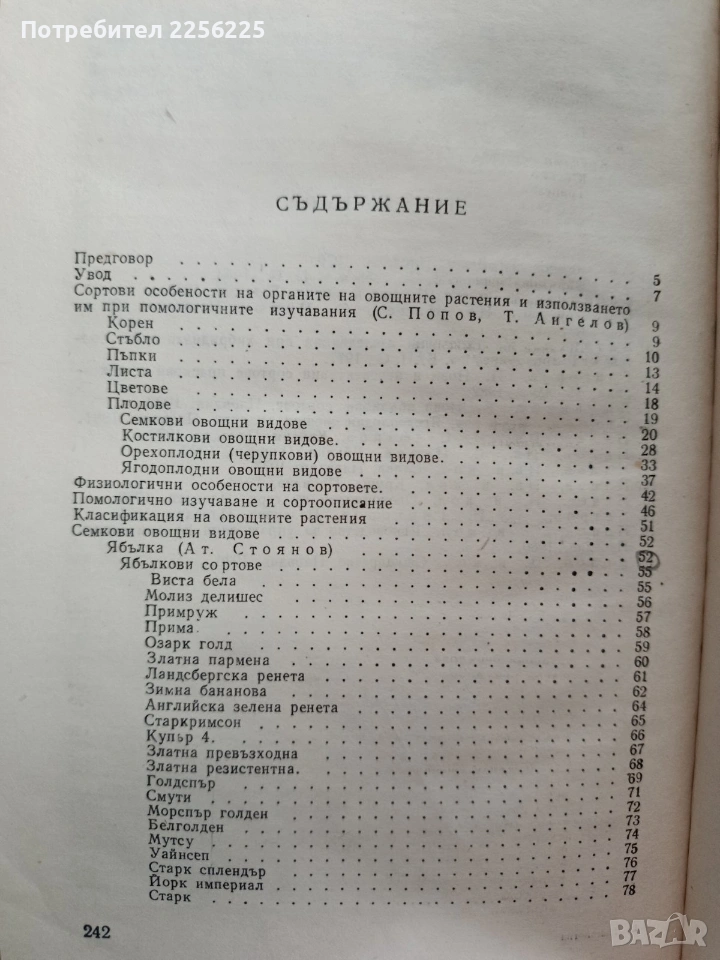 Потребител 2256225
СЪДЪРЖАНИЕ
Предговор . . . . . 5
Увод . . . . . 7
Сортови особености на органите на овощните растения и използването
им при помологичните изучавания (С. Попов, Т. Ангелов) 9
Корен . . . . . 9
Стъбло . . . . . 10
Пъпки . . . . . 13
Листа . . . . . 14
Цветове . . . . . 18
Плодове . . . . . 19
Семкови овощни видове . . . . . 20
Костилкови овощни видове. . . . . 28
Орехоплодни (черупкови) овощни видове. . . . . 33
Ягодоплодни овощни видове . . . . . 37
Физиологични особености на сортовете. . . . . 42
Помологично изучаване и сортоописание . . . . . 46
Класификация на овощните растения . . . . . 51
Семкови овощни видове . . . . . 52
Ябълка (Ат. Стоянов) . . . . . 52
Ябълкови сортове . . . . . 55
Виста бела . . . . . 55
Молиз делишес . . . . . 56
Примруж . . . . . 57
Прима . . . . . 58
Озарк голд . . . . . 59
Златна пармена . . . . . 60
Ландсбергска ренета . . . . . 61
Зимна бананова . . . . . 62
Английска зелена ренета . . . . . 64
Старкримсон . . . . . 65
Купър 4. . . . . 66
Златна превъзходна . . . . . 67
Златна резистентна. . . . . 68
Голдспър . . . . . 69
Смути . . . . . 71
Морспър голден . . . . . 72
Белголден . . . . . 73
Мутсу . . . . . 74
Уайнсеп . . . . . 75
Старк сплендър . . . . . 76
Йорк империал . . . . . 77
Старк . . . . . 78
242
BAZAR